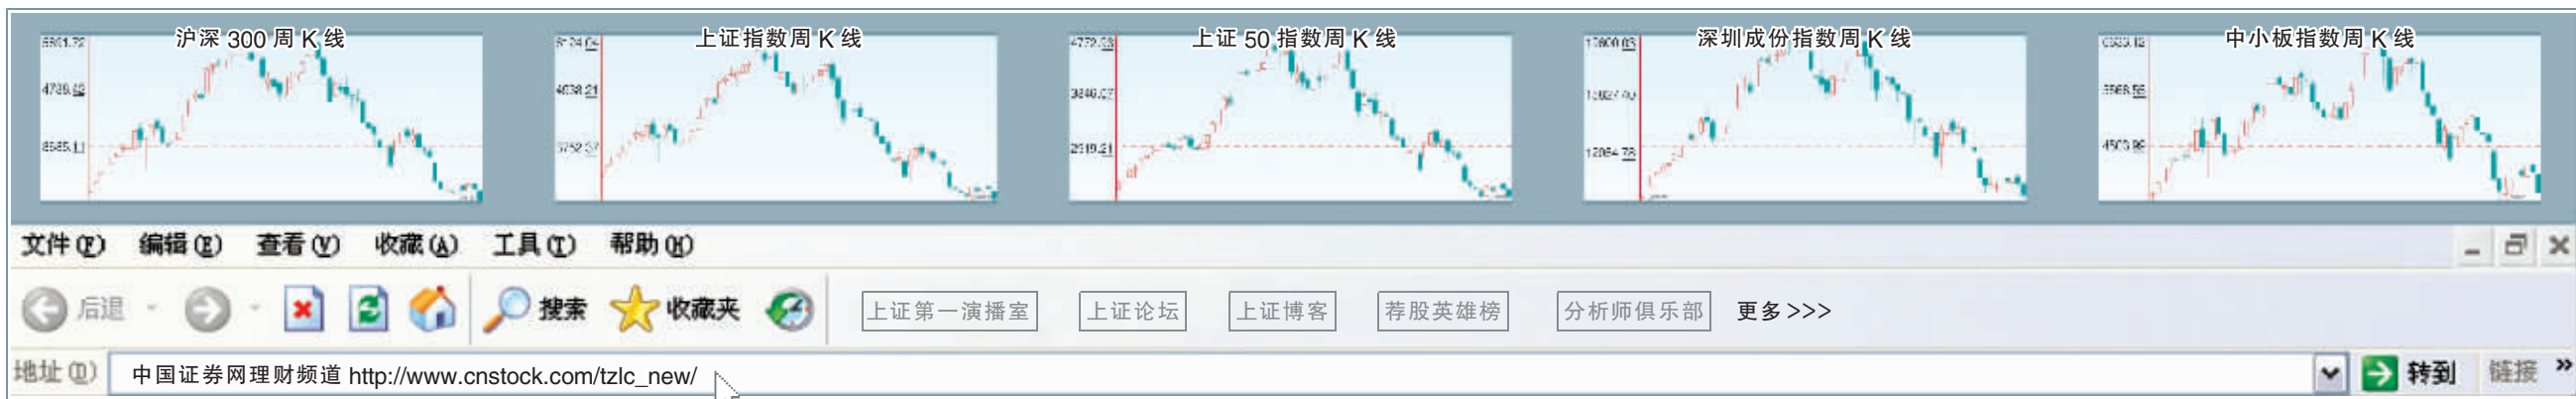 沪深 300 周 K 线
上证指数周 K 线
上证 50 指数周 K 线
深圳成份指数周 K 线
中小板指数周 K 线
文件(F) 编辑(E) 查看(V) 收藏(A) 工具(T) 帮助(H)
后退 搜索 收藏夹 上证第一演播室 上证论坛 上证博客 荐股英雄榜 分析师俱乐部 更多>>>
地址(D) 中国证券网理财频道 http://www.cnstock.com/tzlc_new/ 转到 链接 »